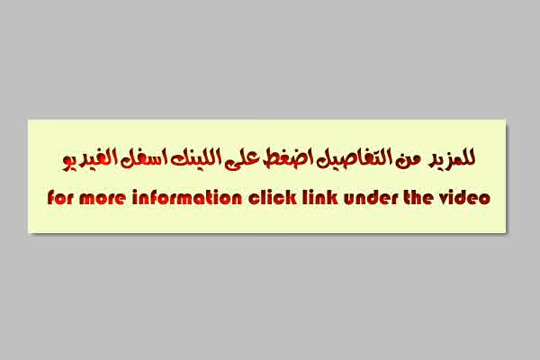 للمزيد من التفاصيل اضغط على اللينك اسفل الفيديو
for more information click link under the video